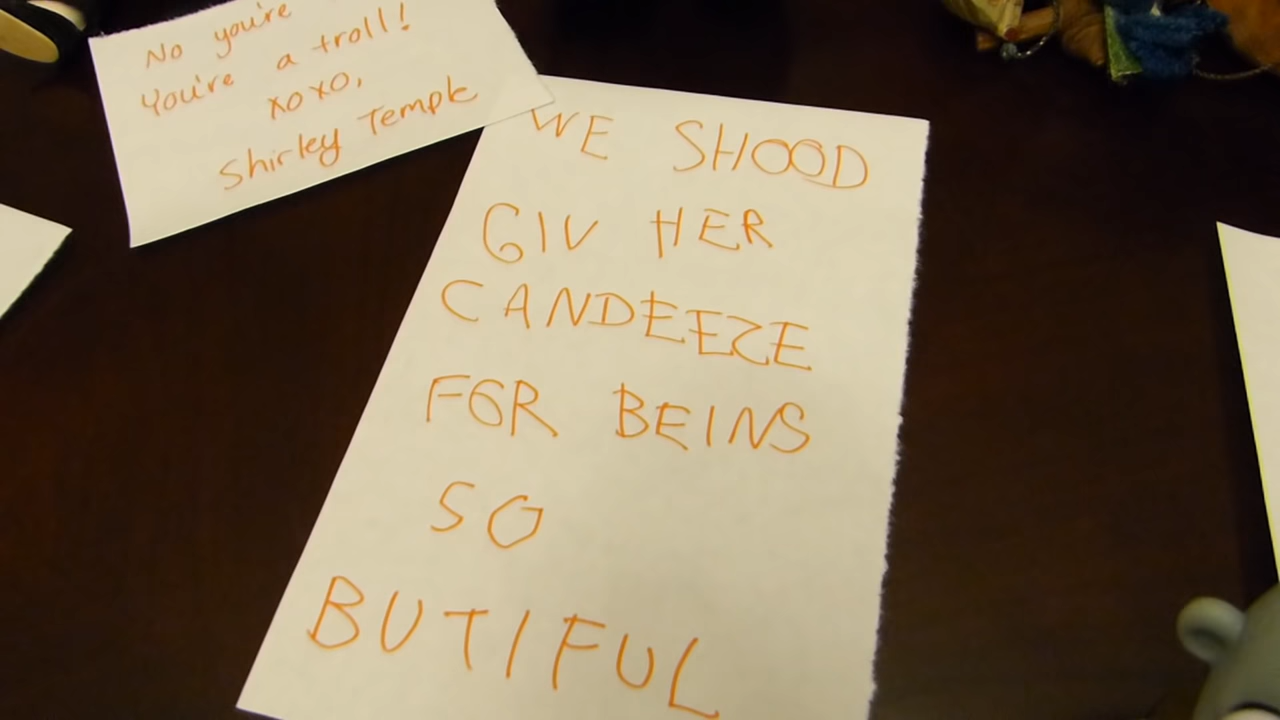 No you're
You're a troll!
xoxo,
Shirley Temple
WE SHOOD
GIV HER
CANDEEZE
FOR BEINS
SO
BUTIFUL